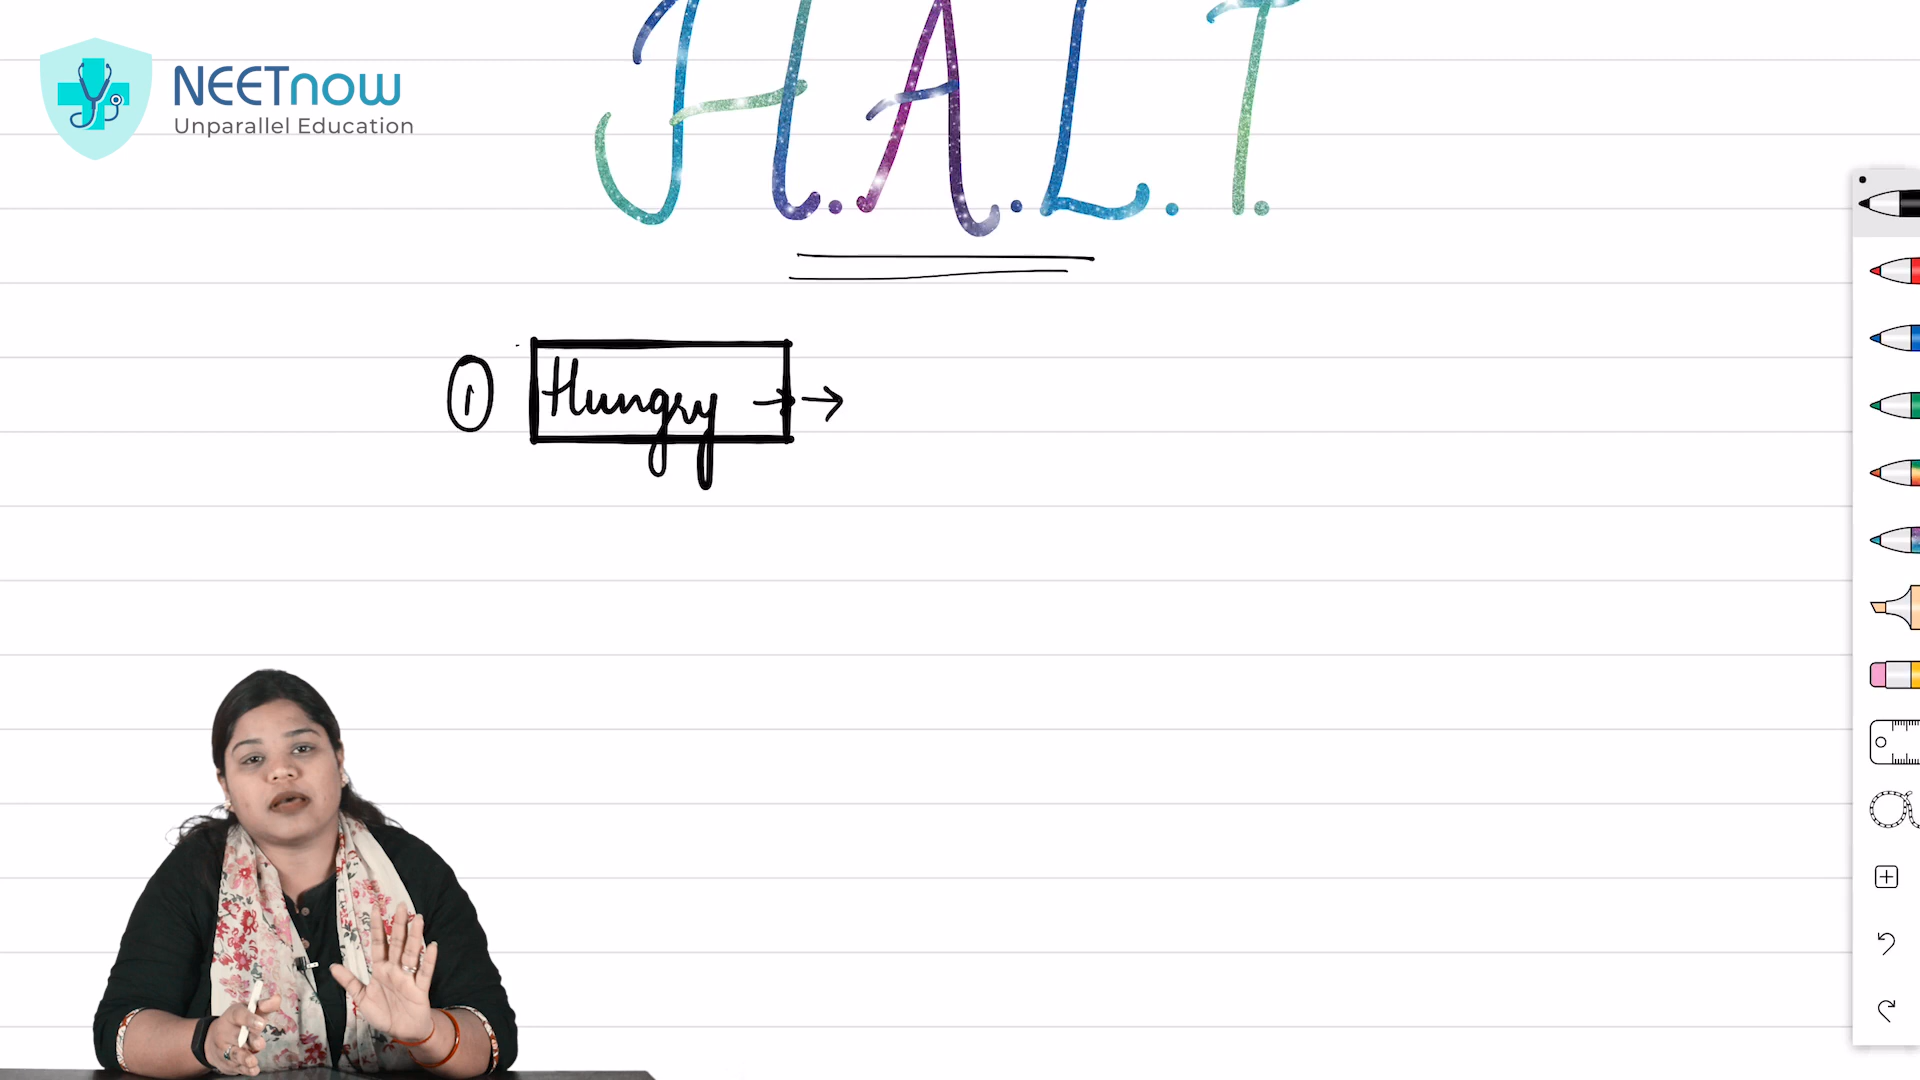 H.A.L.T.
NEETnow
Unparallel Education
① Hungry →→